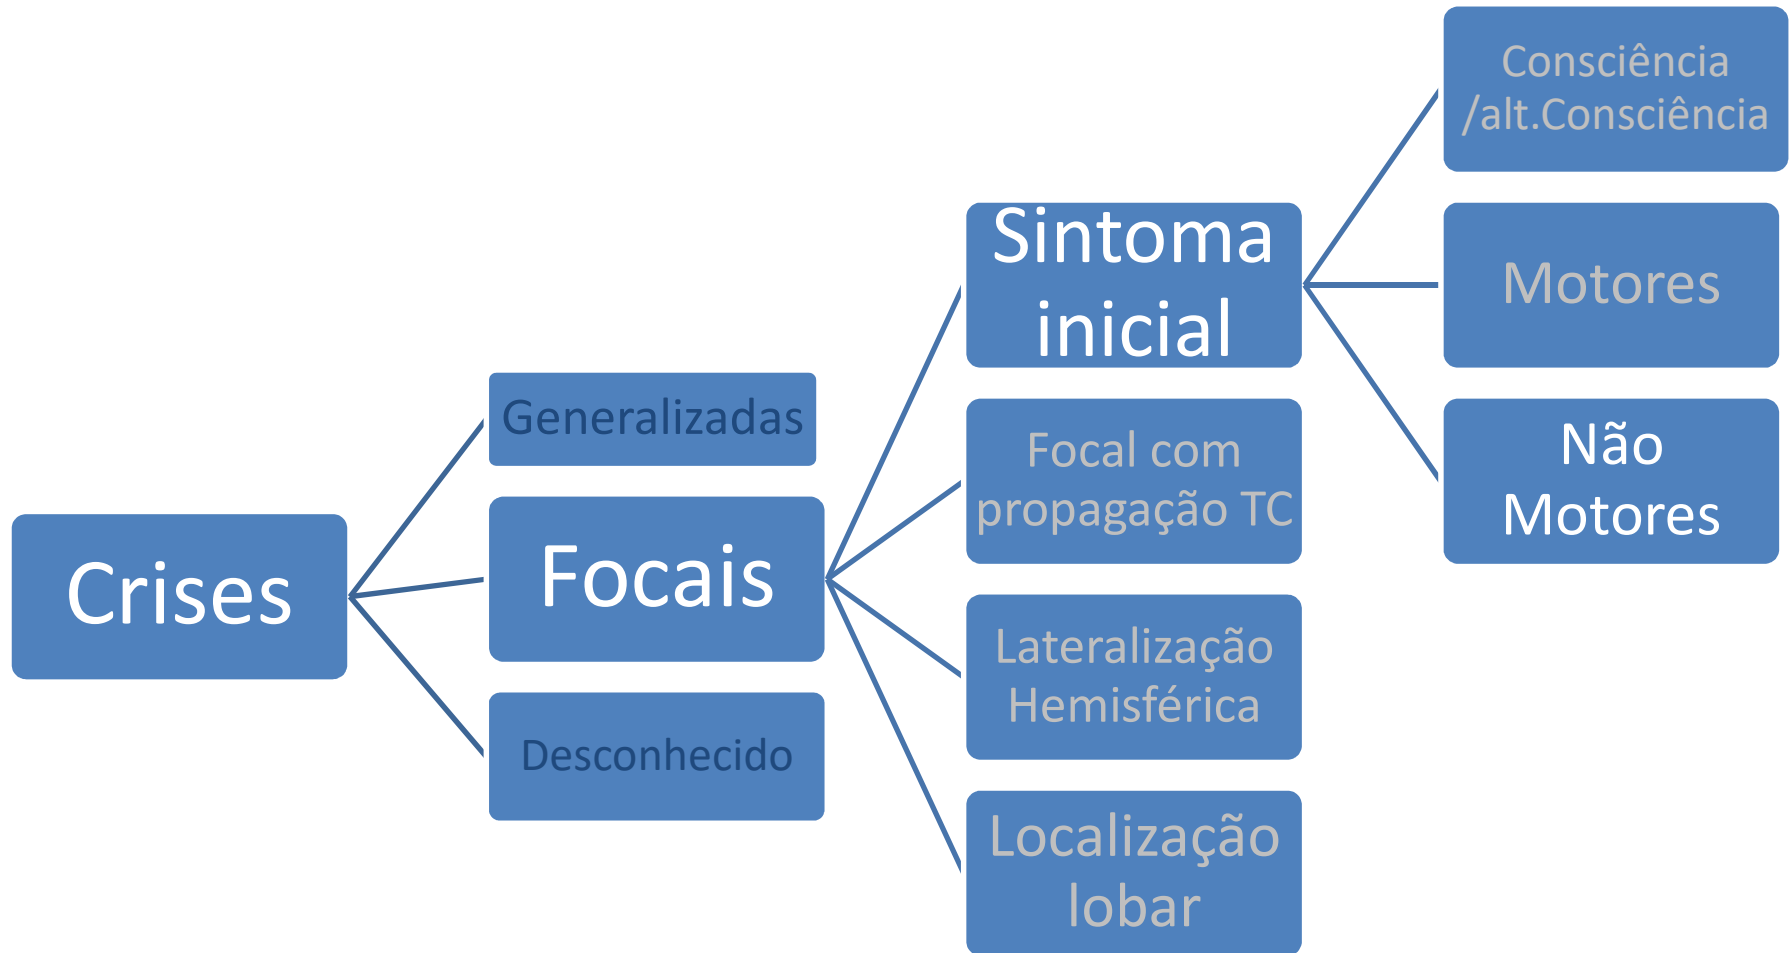 Crises
Generalizadas
Focais
Desconhecido
Sintoma
inicial
Focal com
propagação TC
Lateralização
Hemisférica
Localização
lobar
Consciência
/alt.Consciência
Motores
Não
Motores